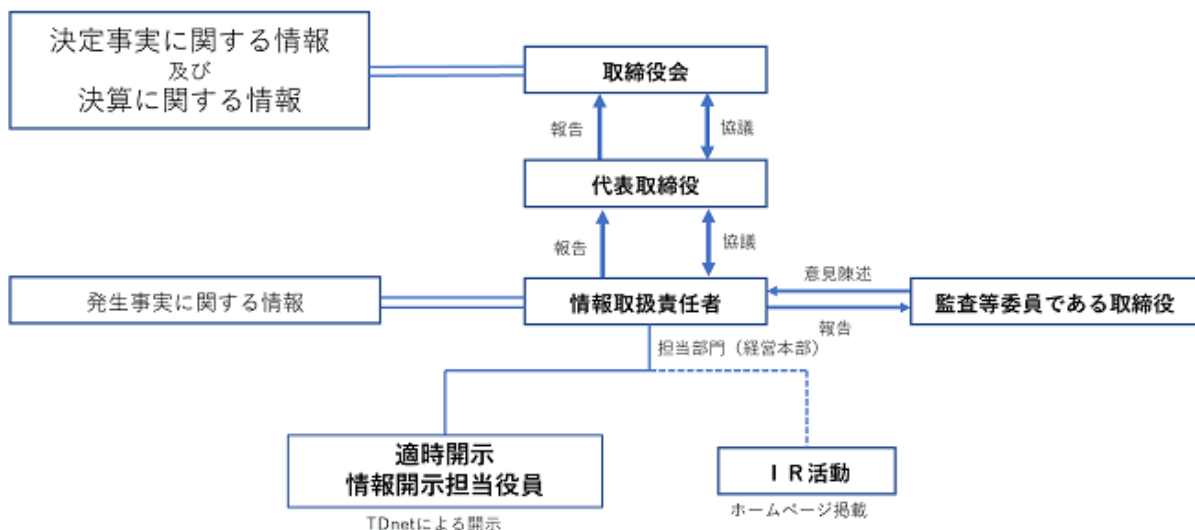 決定事実に関する情報
及び
決算に関する情報
取締役会
報告
協議
代表取締役
報告
協議
発生事実に関する情報
情報取扱責任者
意見陳述
報告
監査等委員である取締役
担当部門（経営本部）
適時開示
情報開示担当役員
TDnetによる開示
ＩＲ活動
ホームページ掲載